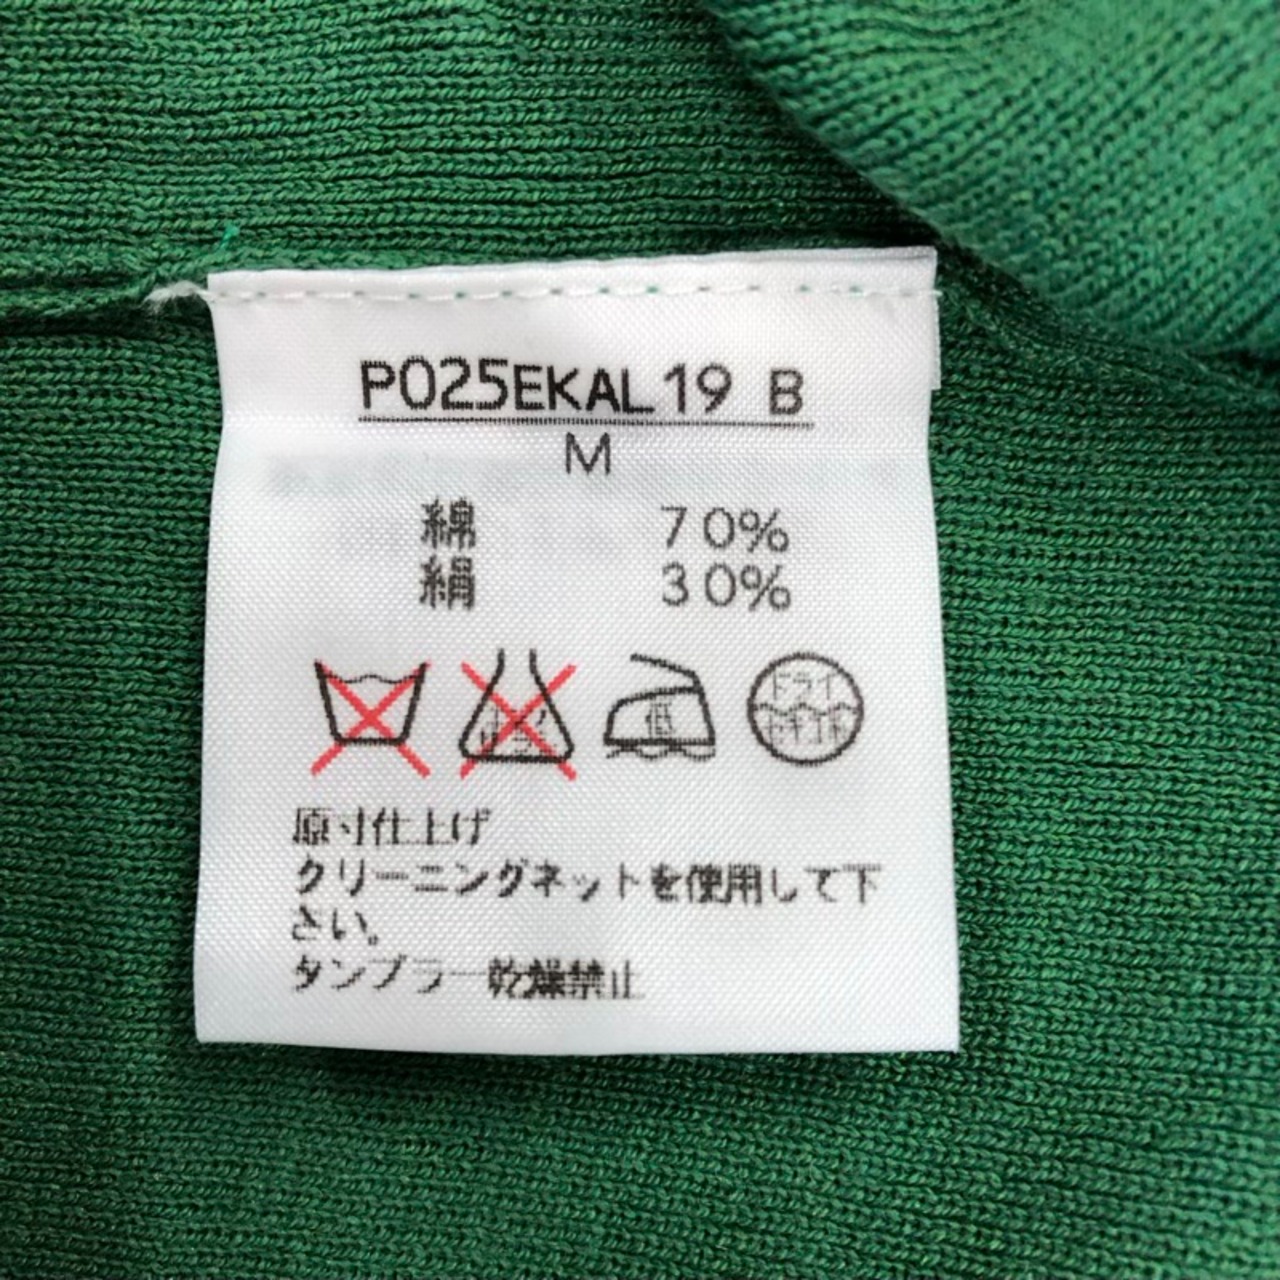 P025EKAL19 B
M
綿 70%
絹 30%
低
ドライ
セキユ系
原寸仕上げ
クリーニングネットを使用して下
さい。
タンブラー乾燥禁止